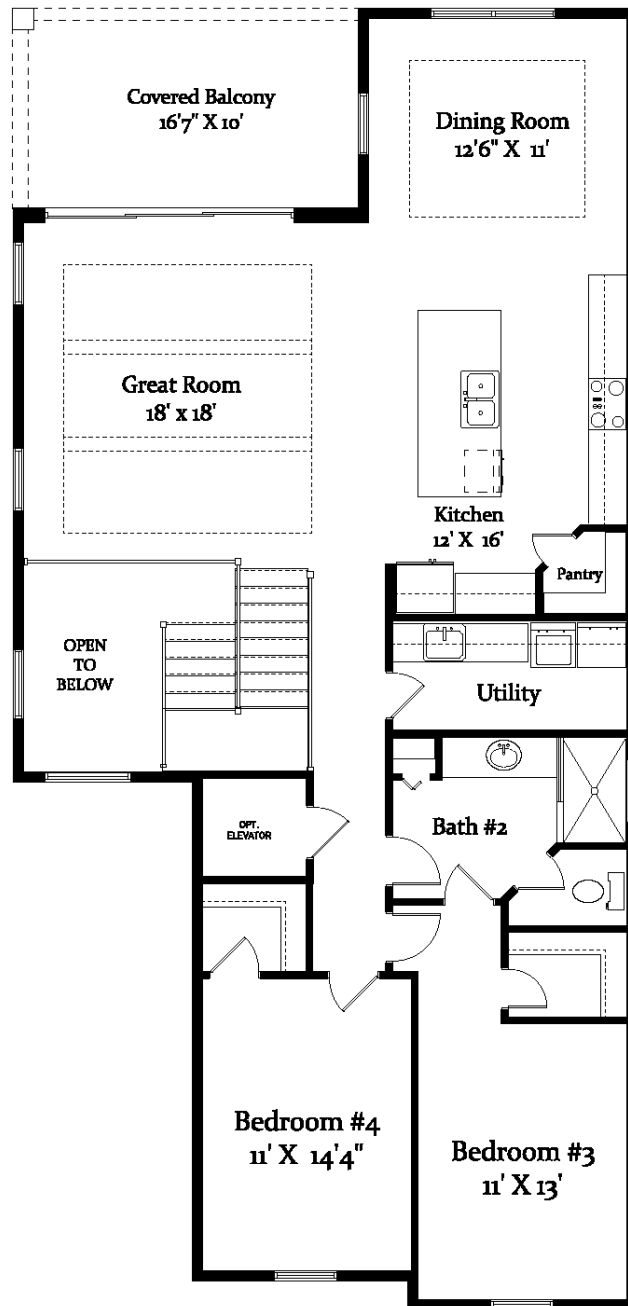 Covered Balcony
16'7" X 10'
Dining Room
12'6" X 11'
Great Room
18' x 18'
Kitchen
12' X 16'
Pantry
OPEN
TO
BELOW
Utility
Bath #2
OPT.
ELEVATOR
Bedroom #4
11' X 14'4"
Bedroom #3
11' X 13'